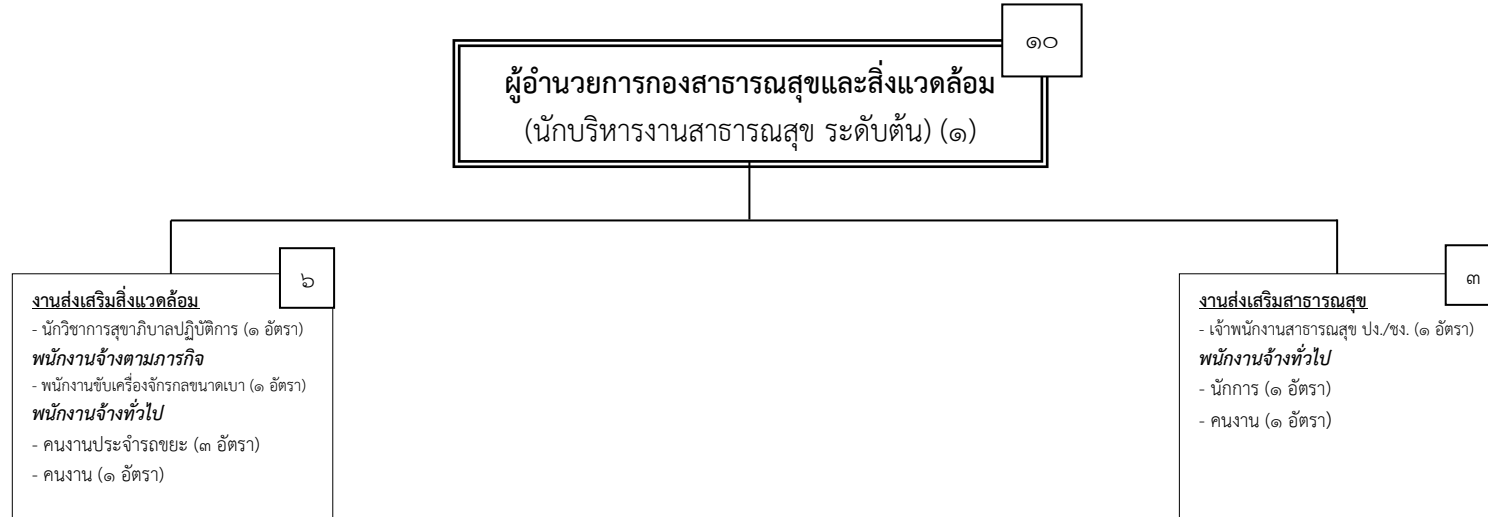 ๑๐
ผู้อำนวยการกองสาธารณสุขและสิ่งแวดล้อม
(นักบริหารงานสาธารณสุข ระดับต้น) (๑)
๖
งานส่งเสริมสิ่งแวดล้อม
- นักวิชาการสุขาภิบาลปฏิบัติการ (๑ อัตรา)
พนักงานจ้างตามภารกิจ
- พนักงานขับเครื่องจักรกลขนาดเบา (๑ อัตรา)
พนักงานจ้างทั่วไป
- คนงานประจำรถขยะ (๓ อัตรา)
- คนงาน (๑ อัตรา)
๓
งานส่งเสริมสาธารณสุข
- เจ้าพนักงานสาธารณสุข ปง./ชง. (๑ อัตรา)
พนักงานจ้างทั่วไป
- นักการ (๑ อัตรา)
- คนงาน (๑ อัตรา)